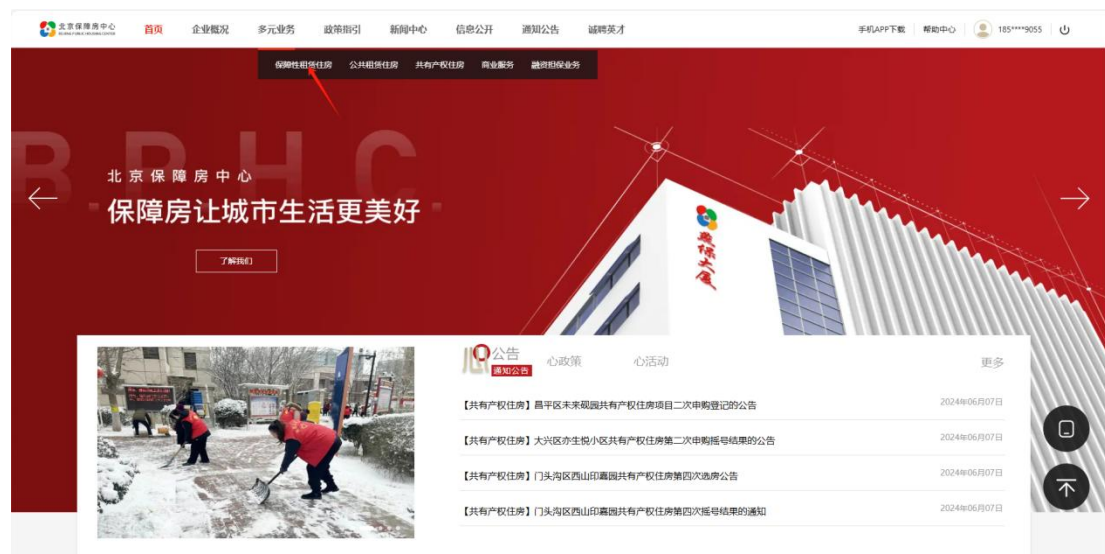 北京保障房中心 首页 企业概况 多元业务 政策指引 新闻中心 信息公开 通知公告 诚聘英才 手机APP下载 帮助中心 185****9055
保障性租赁住房 公共租赁住房 共有产权住房 商业服务 融资担保业务
BPHC
北京保障房中心
保障房让城市生活更美好
了解我们
公告 心政策 心活动 更多
通知公告
【共有产权住房】昌平区未来砚园共有产权住房项目二次申购登记的公告 2024年06月07日
【共有产权住房】大兴区亦生悦小区共有产权住房第二次申购摇号结果的公告 2024年06月07日
【共有产权住房】门头沟区西山印嘉园共有产权住房第四次选房公告 2024年06月07日
【共有产权住房】门头沟区西山印嘉园共有产权住房第四次摇号结果的通知 2024年06月07日